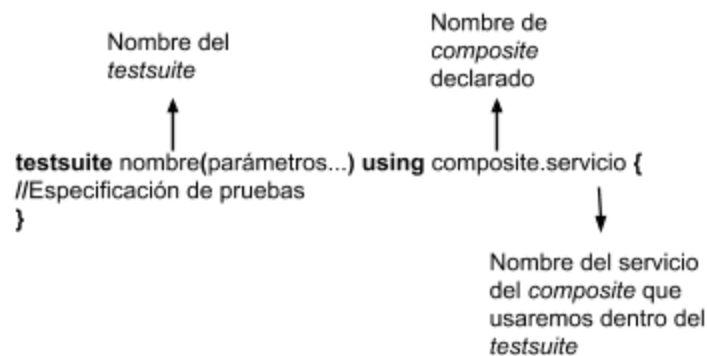 Nombre del
testsuite
Nombre de
composite
declarado
testsuite nombre(parámetros...) using composite.servicio {
//Especificación de pruebas
}
Nombre del servicio
del composite que
usaremos dentro del
testsuite